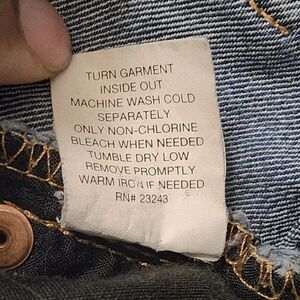 TURN GARMENT
INSIDE OUT
MACHINE WASH COLD
SEPARATELY
ONLY NON-CHLORINE
BLEACH WHEN NEEDED
TUMBLE DRY LOW
REMOVE PROMPTLY
WARM IRON IF NEEDED
RN# 23243